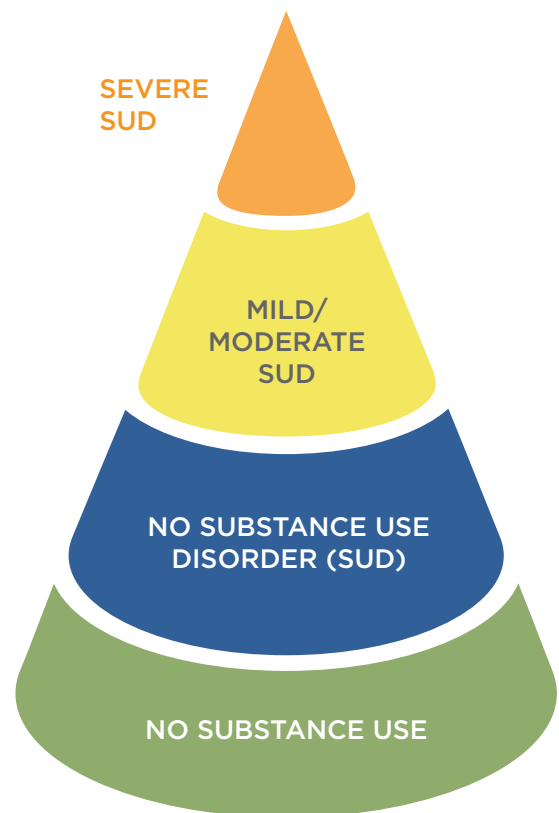 SEVERE
SUD
MILD/
MODERATE
SUD
NO SUBSTANCE USE
DISORDER (SUD)
NO SUBSTANCE USE